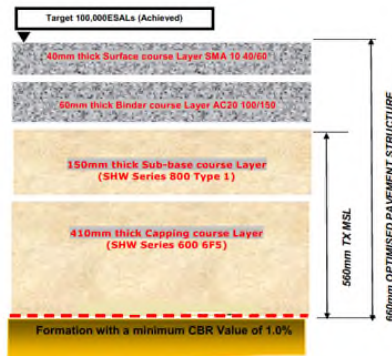 Target 100,000ESALs (Achieved)
40mm thick Surface course Layer SMA 10 40/60
60mm thick Binder course Layer AC20 100/150
150mm thick Sub-base course Layer
(SHW Series 800 Type 1)
410mm thick Capping course Layer
(SHW Series 600 6F5)
Formation with a minimum CBR Value of 1.0%
560mm TX MSL
660mm OPTIMISED PAVEMENT STRUCTURE